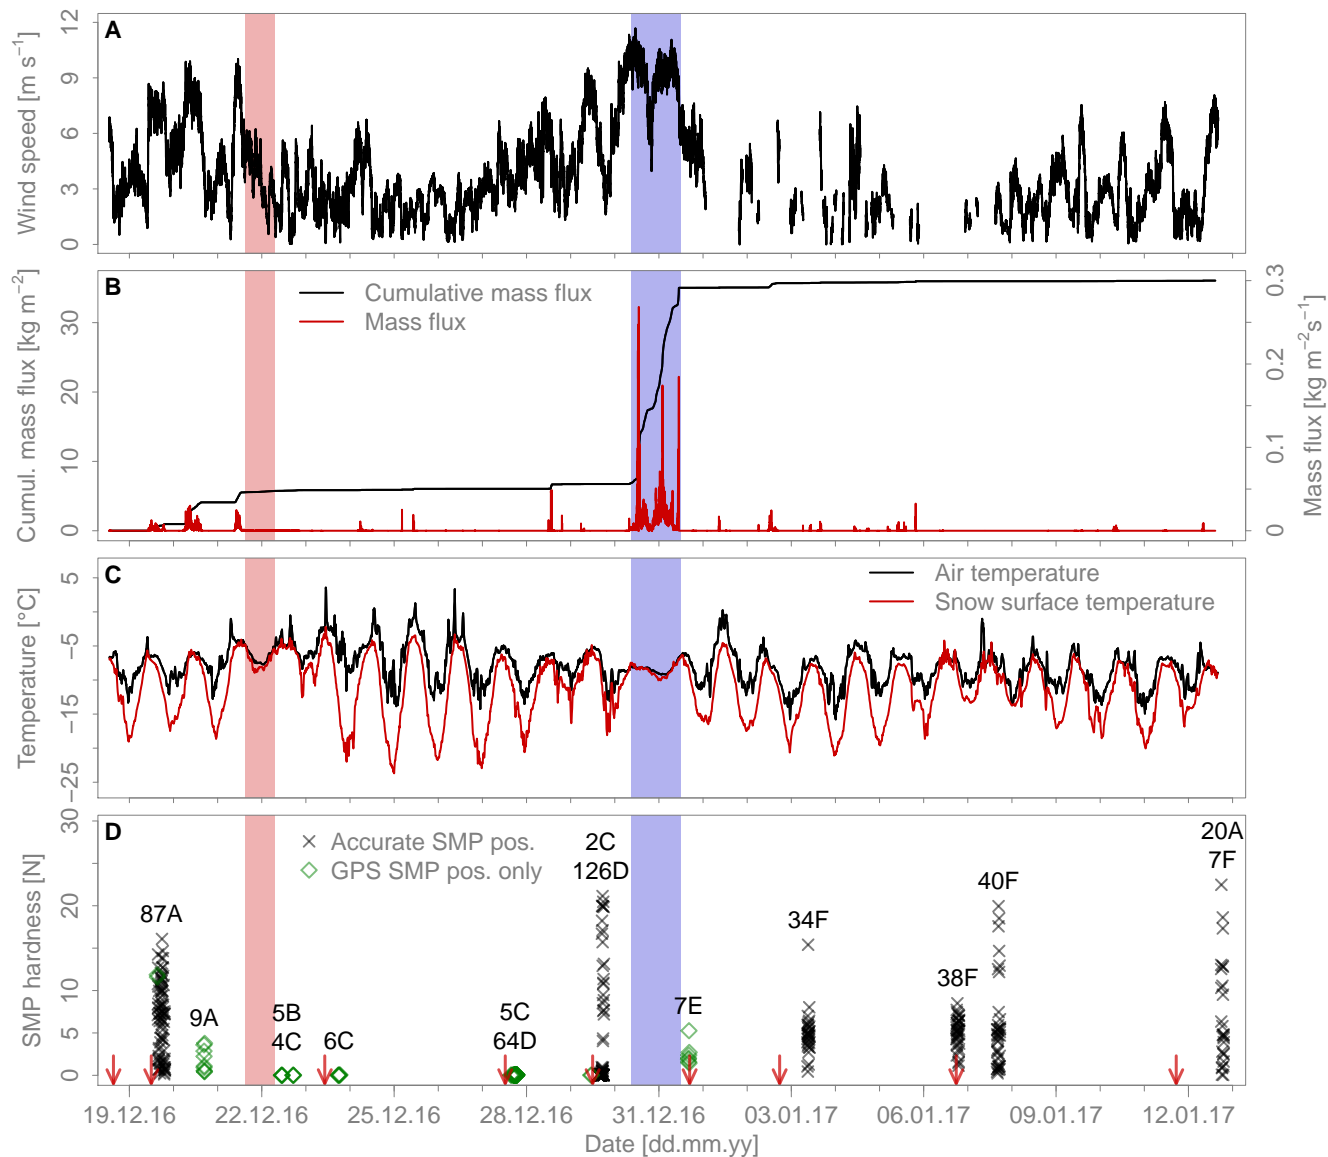 A
Wind speed [m s−1]
12
9
6
3
0
B
Cumulative mass flux
Mass flux
Cumul. mass flux [kg m−2]
30
20
10
0
Mass flux [kg m−2s−1]
0.3
0.2
0.1
0
C
Air temperature
Snow surface temperature
Temperature [°C]
5
−5
−15
−25
D
Accurate SMP pos.
GPS SMP pos. only
SMP hardness [N]
30
20
10
5
0
87A
9A
5B
4C
6C
5C
64D
2C
126D
7E
34F
38F
40F
20A
7F
19.12.16 22.12.16 25.12.16 28.12.16 31.12.16 03.01.17 06.01.17 09.01.17 12.01.17
Date [dd.mm.yy]